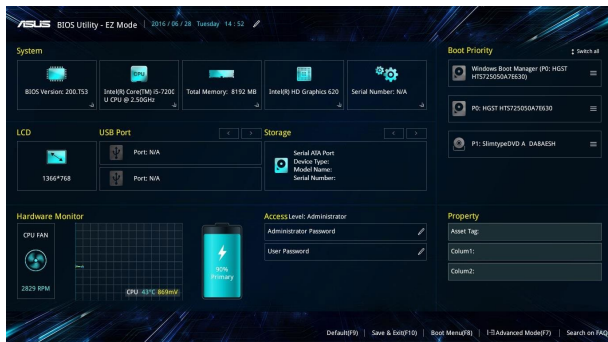 ASUS BIOS Utility - EZ Mode 2016/06/28 Tuesday 14:52
System
BIOS Version: 200.T53
CPU
Intel(R) Core(TM) i5-7200
U CPU @ 2.50GHz
Total Memory: 8192 MB
Intel(R) HD Graphics 620
Serial Number: N/A
LCD
1366*768
USB Port
Port: N/A
Port: N/A
Storage
Serial ATA Port
Device Type:
Model Name:
Serial Number:
Boot Priority
Switch all
Windows Boot Manager (P0: HGST
HTS725050A7E630)
P0: HGST HTS725050A7E630
P1: SlimtypeDVD A DA8AESH
Hardware Monitor
CPU FAN
2829 RPM
CPU 43°C 869mV
90%
Primary
Access Level: Administrator
Administrator Password
User Password
Property
Asset Tag:
Colum1:
Colum2:
Default(F9) | Save & Exit(F10) | Boot Menu(F8) | Advanced Mode(F7) | Search on FAQ